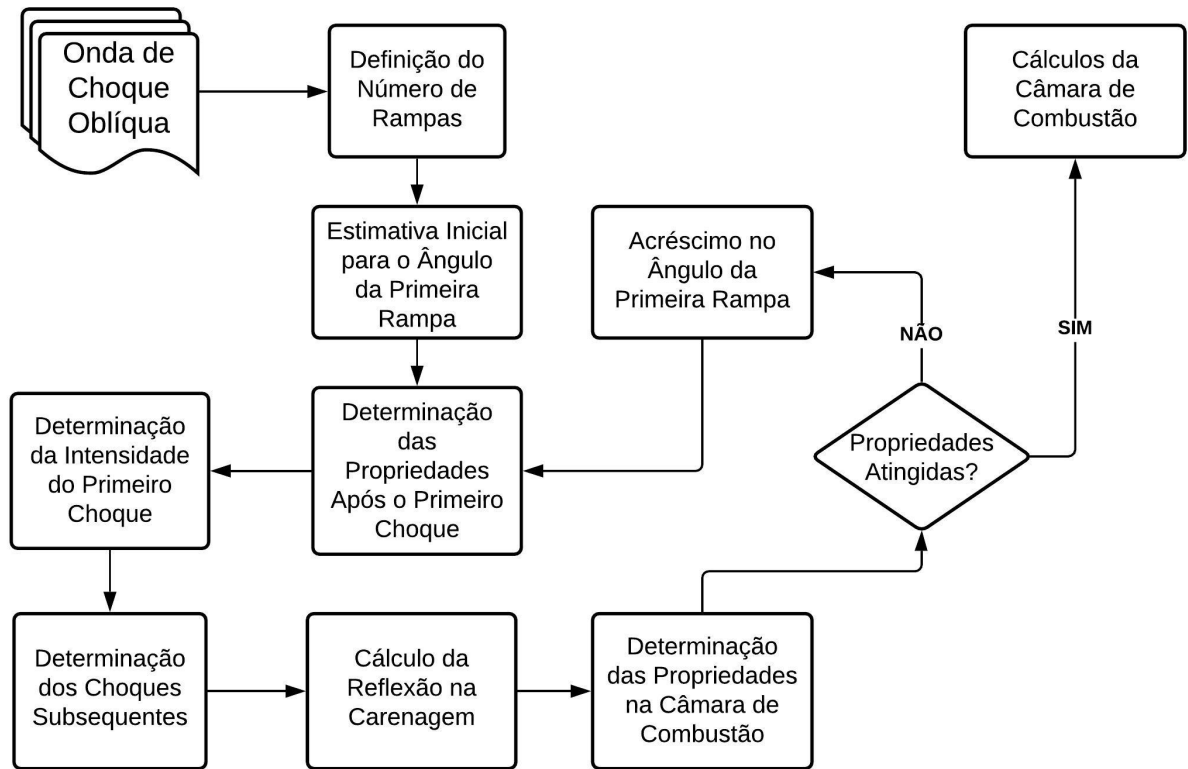 Onda de
Choque
Oblíqua
Definição do
Número de
Rampas
Estimativa Inicial
para o Ângulo
da Primeira
Rampa
Determinação
das
Propriedades
Após o Primeiro
Choque
Determinação
da Intensidade
do Primeiro
Choque
Determinação
dos Choques
Subsequentes
Cálculo da
Reflexão na
Carenagem
Determinação
das Propriedades
na Câmara de
Combustão
Propriedades
Atingidas?
NÃO
Acréscimo no
Ângulo da
Primeira Rampa
SIM
Cálculos da
Câmara de
Combustão